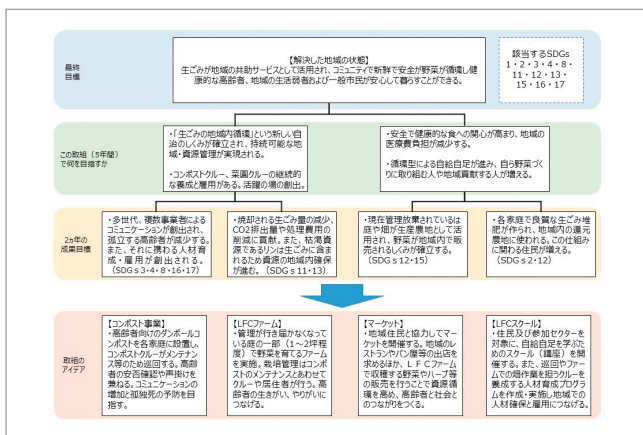 最終
目標
【解決した地域の状態】
生ごみが地域の共助サービスとして活用され、コミュニティで新鮮で安全が野菜が循環し健
康的な高齢者、地域の生活弱者および一般市民が安心して暮らすことができる。
該当するSDGs
1・2・3・4・8・
11・12・13・
15・16・17
この取組（5年間）
で何を目指すか
・「生ごみの地域内循環」という新しい自
治のしくみが確立され、持続可能な地
域・資源管理が実現される。
・コンポストクルー、菜園クルーの継続的
な養成と雇用がある。活躍の場の創出。
・安全で健康的な食への関心が高まり、地域の
医療費負担が減少する。
・循環型による自給自足が進み、自ら野菜づく
りに取り組む人や地域貢献する人が増える。
2ヵ年の
成果目標
・多世代、複数事業者による
コミュニケーションが創出され、
孤立する高齢者が減少する。
また、それに携わる人材育
成・雇用が創出される。
（SDGｓ3・4・8・16・17）
・焼却される生ごみ量の減少、
CO2排出量や処理費用の
削減に貢献。また、枯渇資
源であるリンは生ごみに含ま
れるため資源の地域内確保
が進む。（SDGｓ11・13）
・現在管理放棄されているは
庭や畑が生産農地として活
用され、野菜が地域内で販
売されるしくみが確立する。
（SDGｓ12・15）
・各家庭で良質な生ごみ堆
肥が作られ、地域内の還元
農地に使われる。この仕組み
に関わる住民が増える。
（SDGｓ2・12）
取組の
アイデア
【コンポスト事業】
・高齢者向けのダンボールコ
ンポストを各家庭に設置し、
コンポストクルーがメンテナン
ス等のため巡回する。高齢
者の安否確認や声掛けを
兼ねる。コミュニケーションの
増加と孤独死の予防を目
指す。
【LFCファーム】
・管理が行き届かなくなって
いる庭の一部（1～2坪程
度）で野菜を育てるファーム
を実施。栽培管理はコンポ
ストのメンテナンスとあわせて
クルーや居住者が行う。高
齢者の生きがい、やりがいに
つなげる。
【マーケット】
・地域住民と協力してマー
ケットを開催する。地域のレ
ストランやパン屋等の出店を
求めるほか、ＬＦＣファーム
で収穫する野菜やハーブ等
の販売を行うことで資源循
環を高め、高齢者と社会と
のつながりをつくる。
【LFCスクール】
・住民及び参加セクターを
対象に、自給自足を学ぶた
めのスクール（講座）を開
催する。また、巡回やファー
ムでの畑作業を担うクルーを
養成する人材育成プログラ
ムを作成・実施し地域での
人材確保と雇用につなげる。